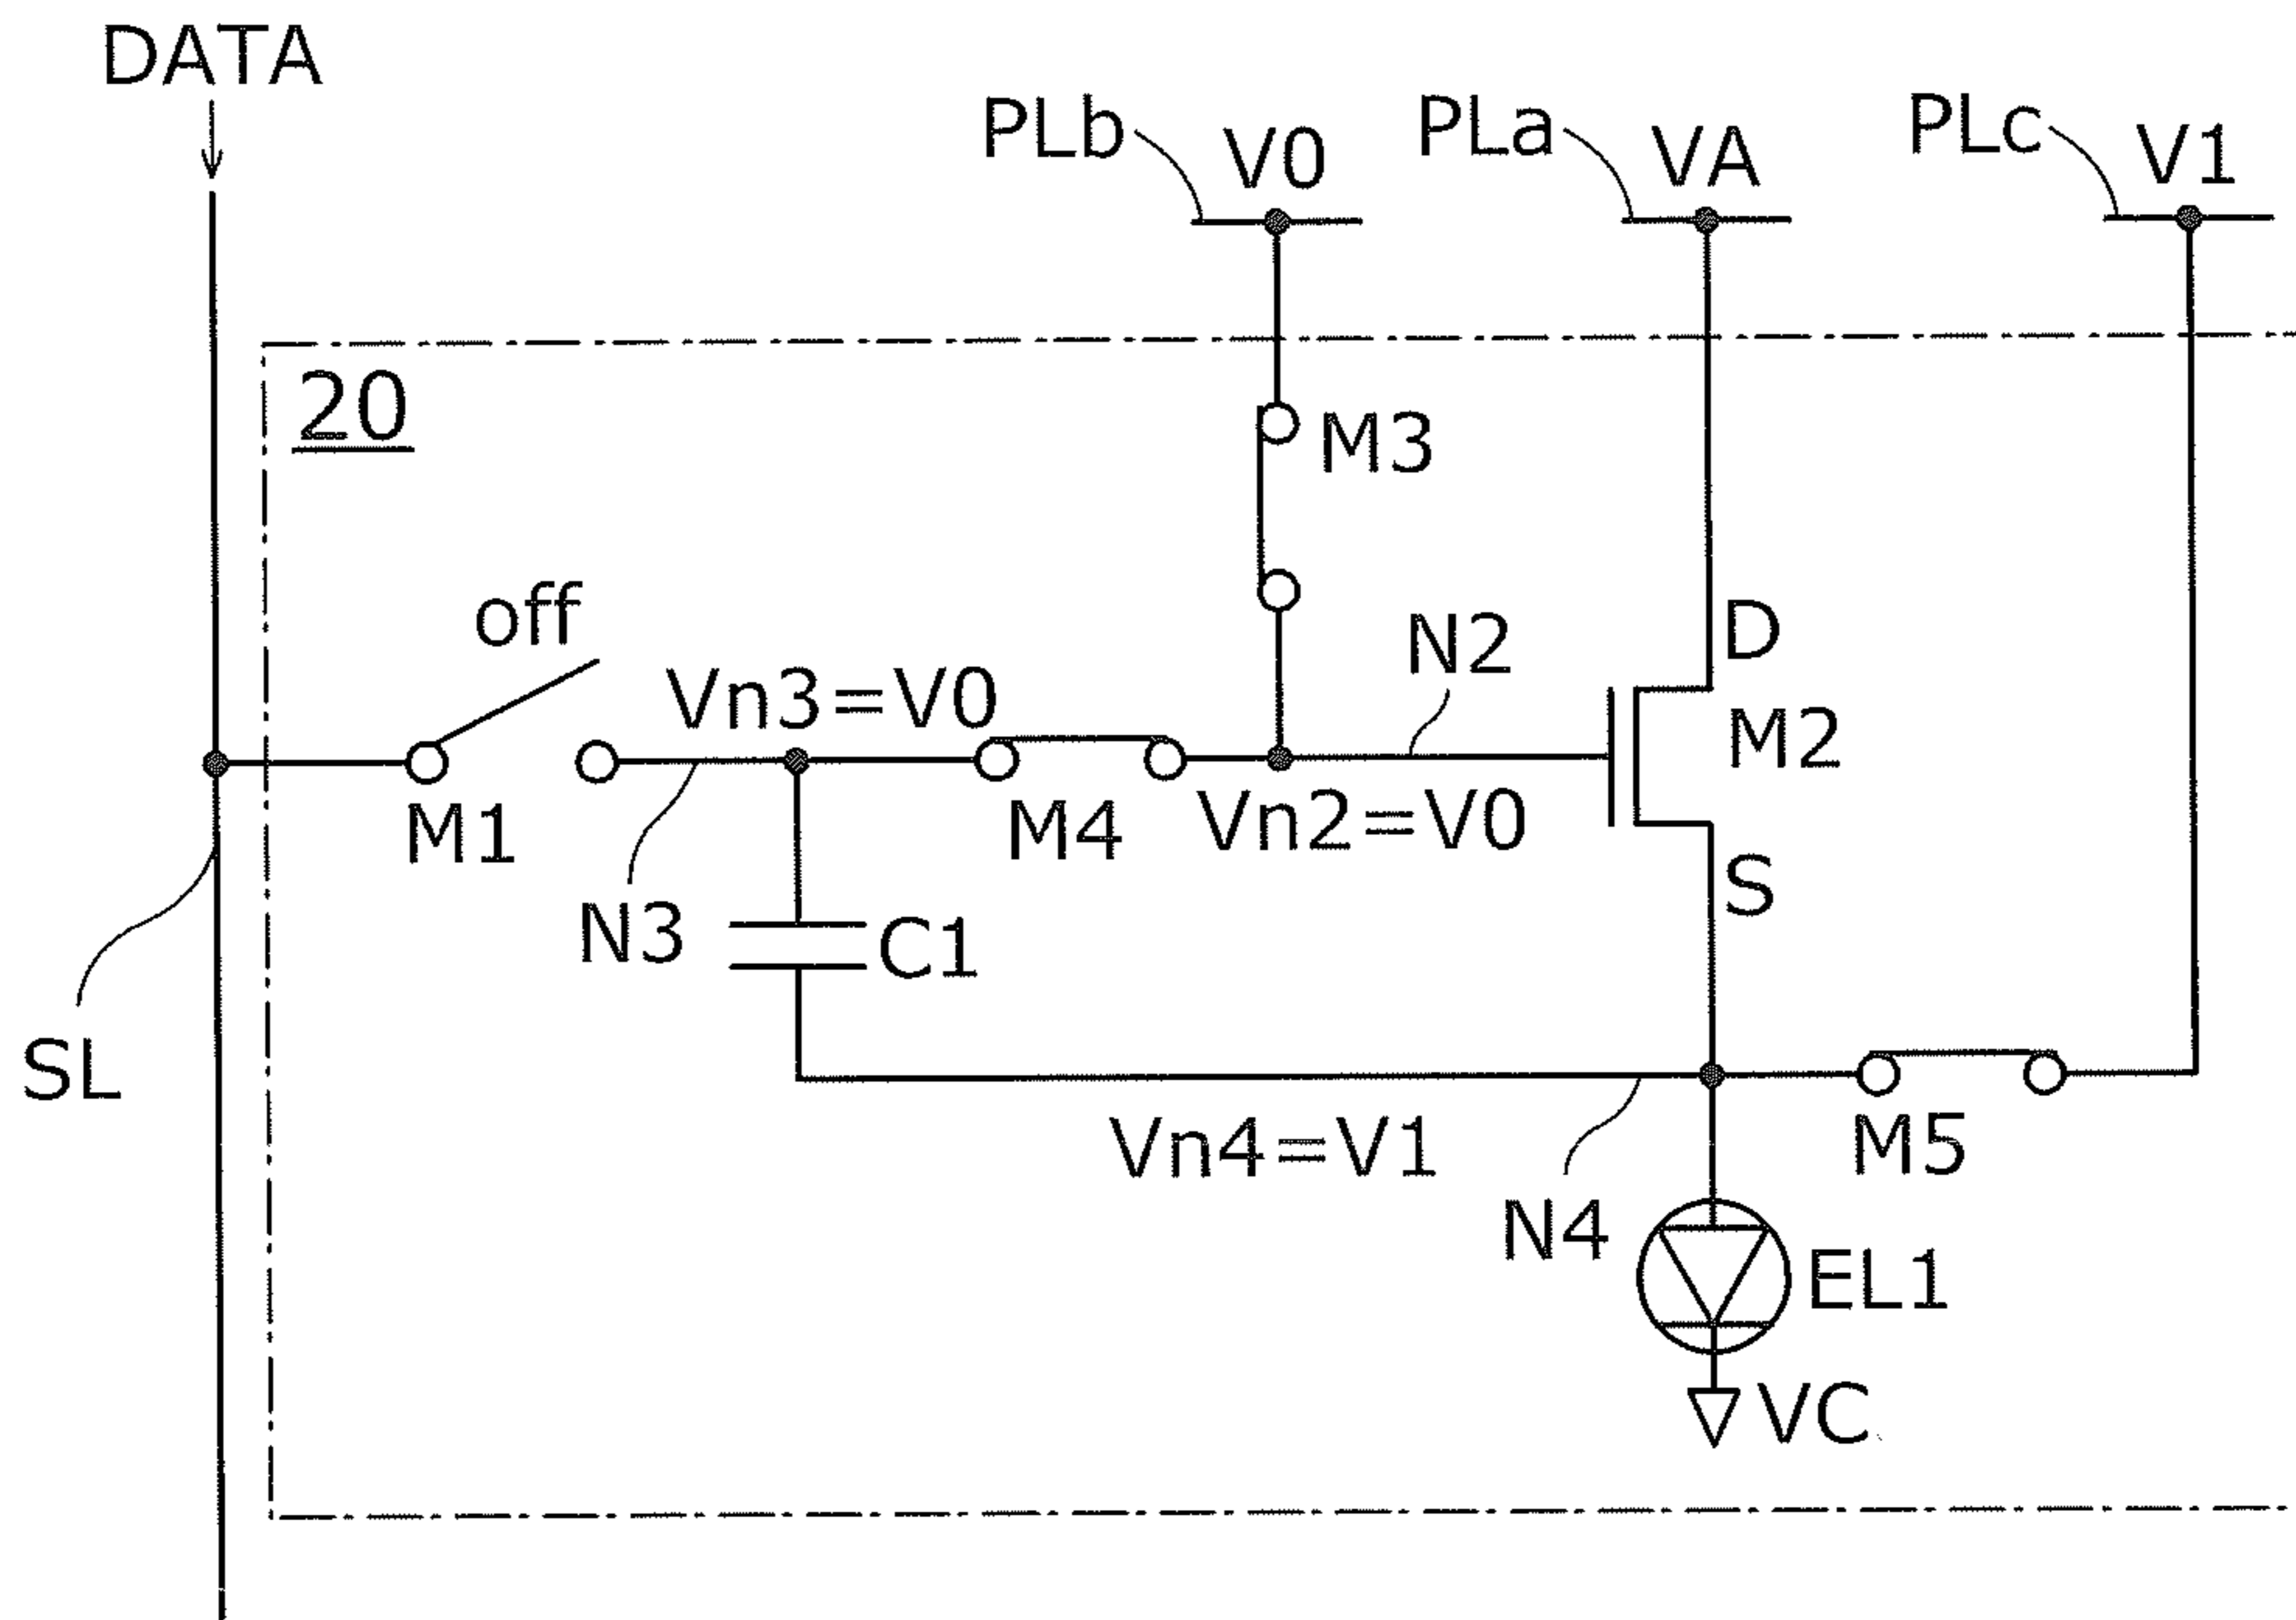 DATA
PLb
V0
PLa
VA
PLc
V1
20
M3
off
N2
D
Vn3=V0
M2
M1
M4
Vn2=V0
S
N3
C1
SL
Vn4=V1
M5
N4
EL1
VC